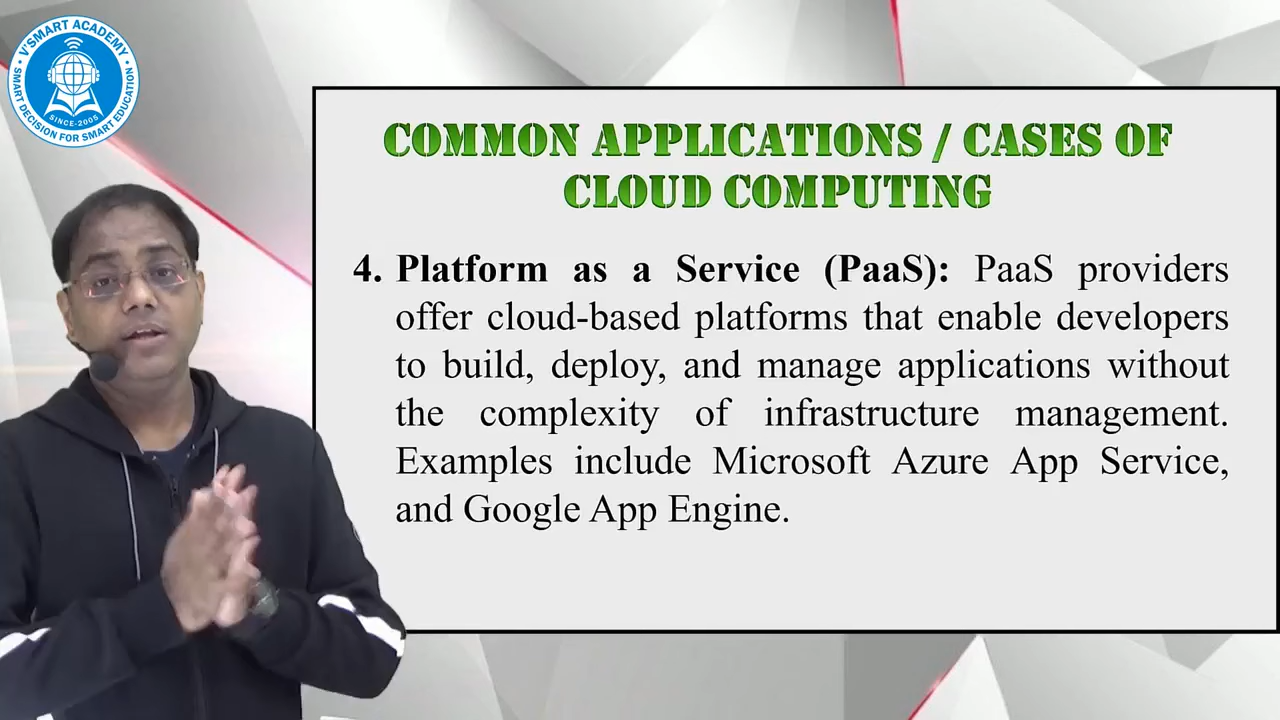 V'SMART ACADEMY
SMART DECISION FOR SMART EDUCATION
SINCE-2005
COMMON APPLICATIONS / CASES OF
CLOUD COMPUTING
4. Platform as a Service (PaaS): PaaS providers
offer cloud-based platforms that enable developers
to build, deploy, and manage applications without
the complexity of infrastructure management.
Examples include Microsoft Azure App Service,
and Google App Engine.